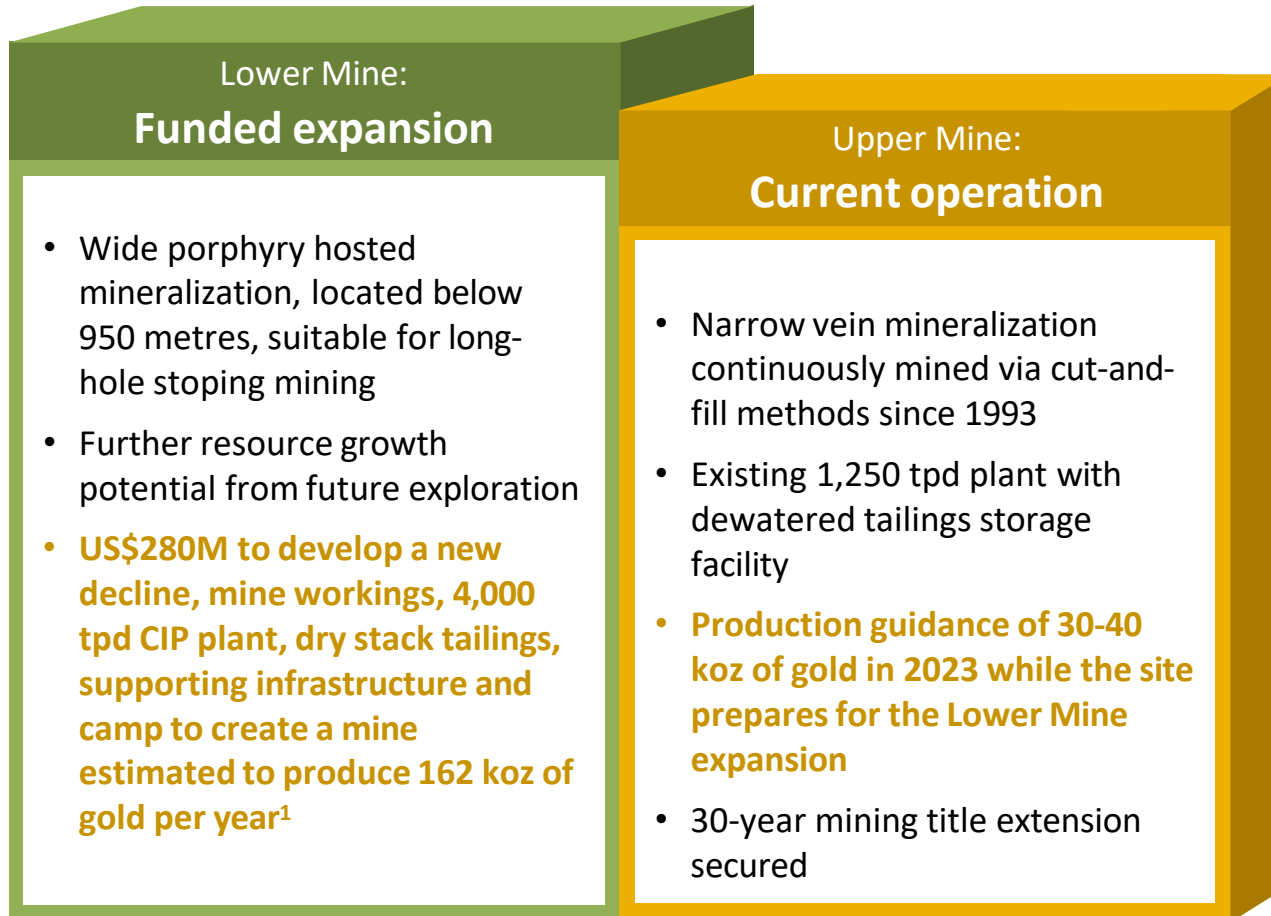 Lower Mine:
Funded expansion
• Wide porphyry hosted
mineralization, located below
950 metres, suitable for long-
hole stoping mining
• Further resource growth
potential from future exploration
• US$280M to develop a new
decline, mine workings, 4,000
tpd CIP plant, dry stack tailings,
supporting infrastructure and
camp to create a mine
estimated to produce 162 koz of
gold per year¹
Upper Mine:
Current operation
• Narrow vein mineralization
continuously mined via cut-and-
fill methods since 1993
• Existing 1,250 tpd plant with
dewatered tailings storage
facility
• Production guidance of 30-40
koz of gold in 2023 while the site
prepares for the Lower Mine
expansion
• 30-year mining title extension
secured